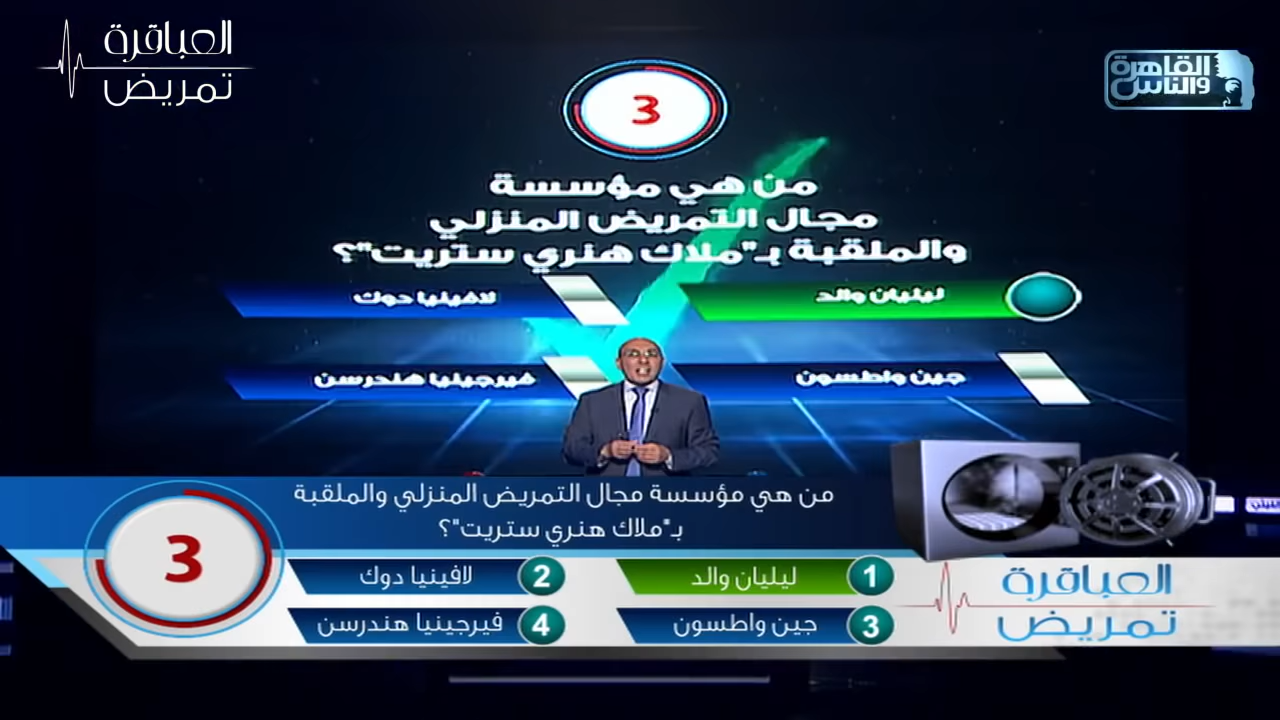 العباقرة
تمريض
القاهرة
والناس
3
من هي مؤسسة
مجال التمريض المنزلي
والملقبة بـ"ملاك هنري ستريت"؟
ليليان والد
لافينيا دوك
جين واطسون
فيرجينيا هندرسن
من هي مؤسسة مجال التمريض المنزلي والملقبة
بـ"ملاك هنري ستريت"؟
3
1 ليليان والد
2 لافينيا دوك
3 جين واطسون
4 فيرجينيا هندرسن
العباقرة
تمريض